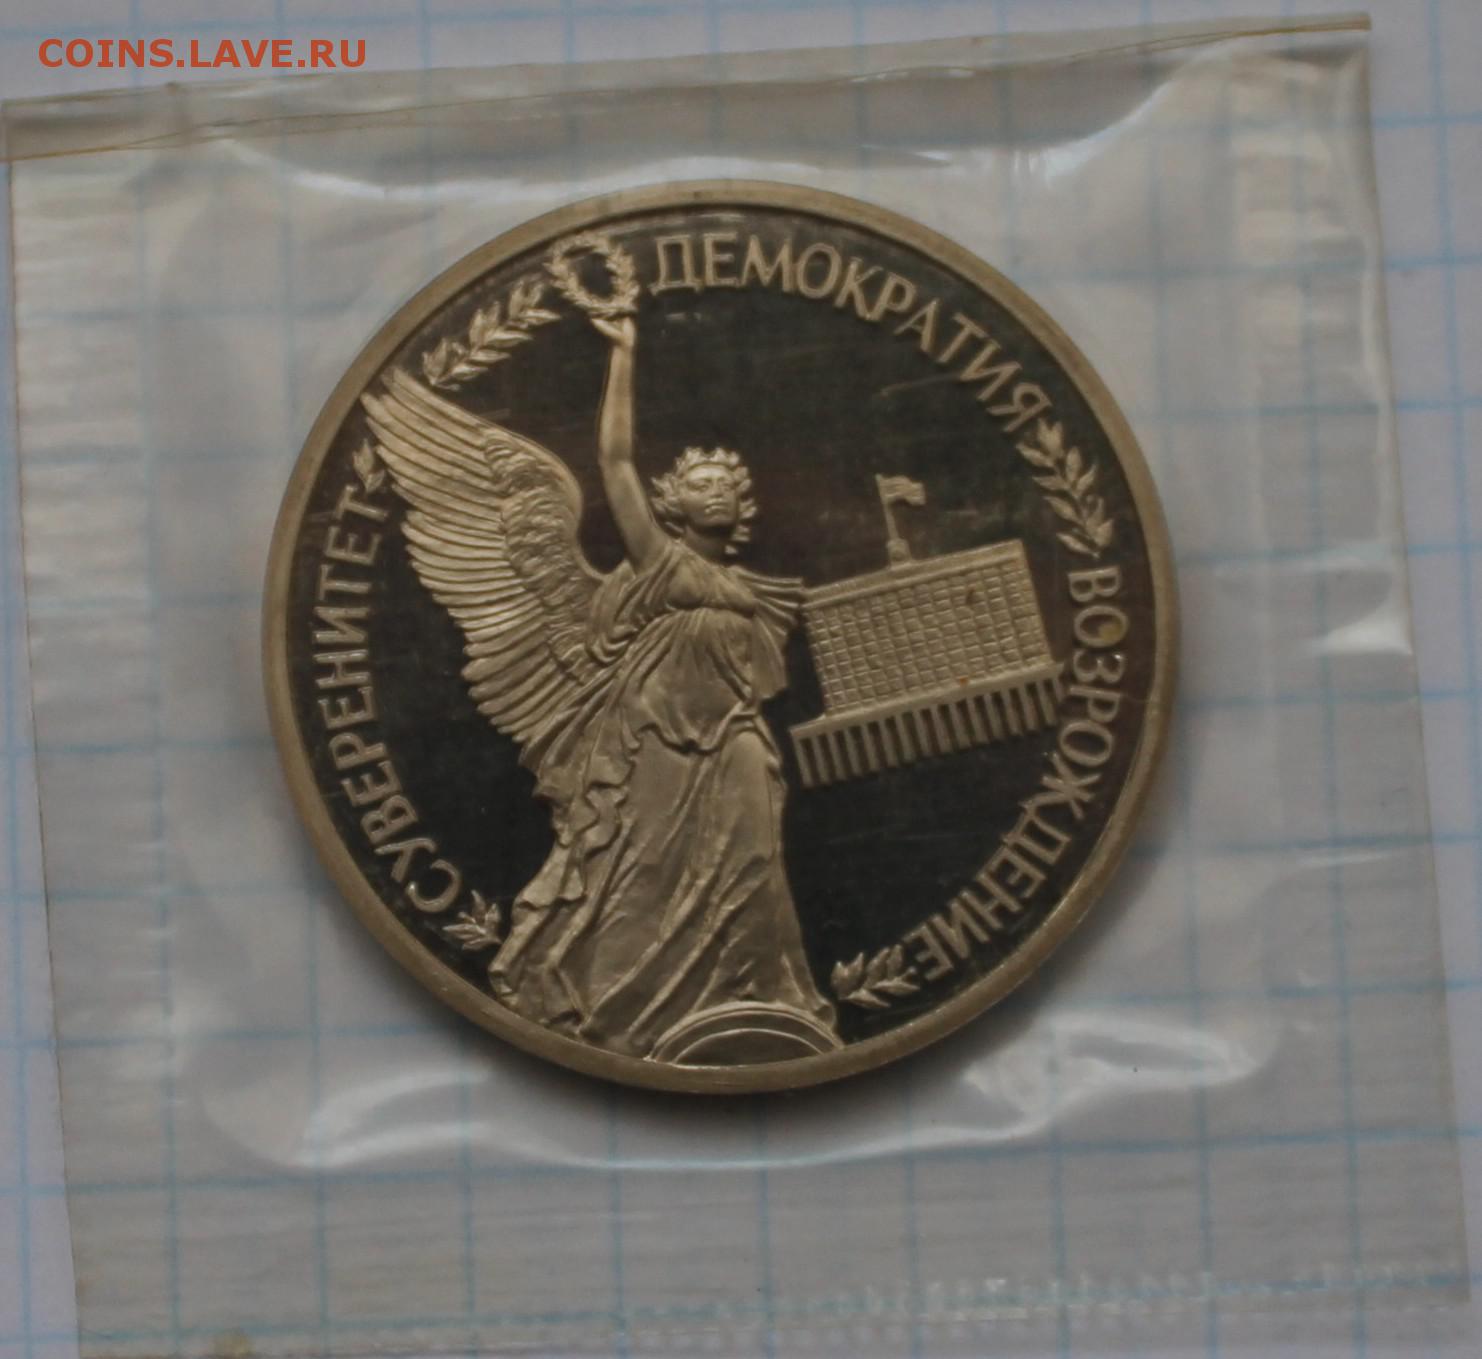 COINS.LAVE.RU
СУВЕРЕНИТЕТ
ДЕМОКРАТИЯ
ВОЗРОЖДЕНИЕ